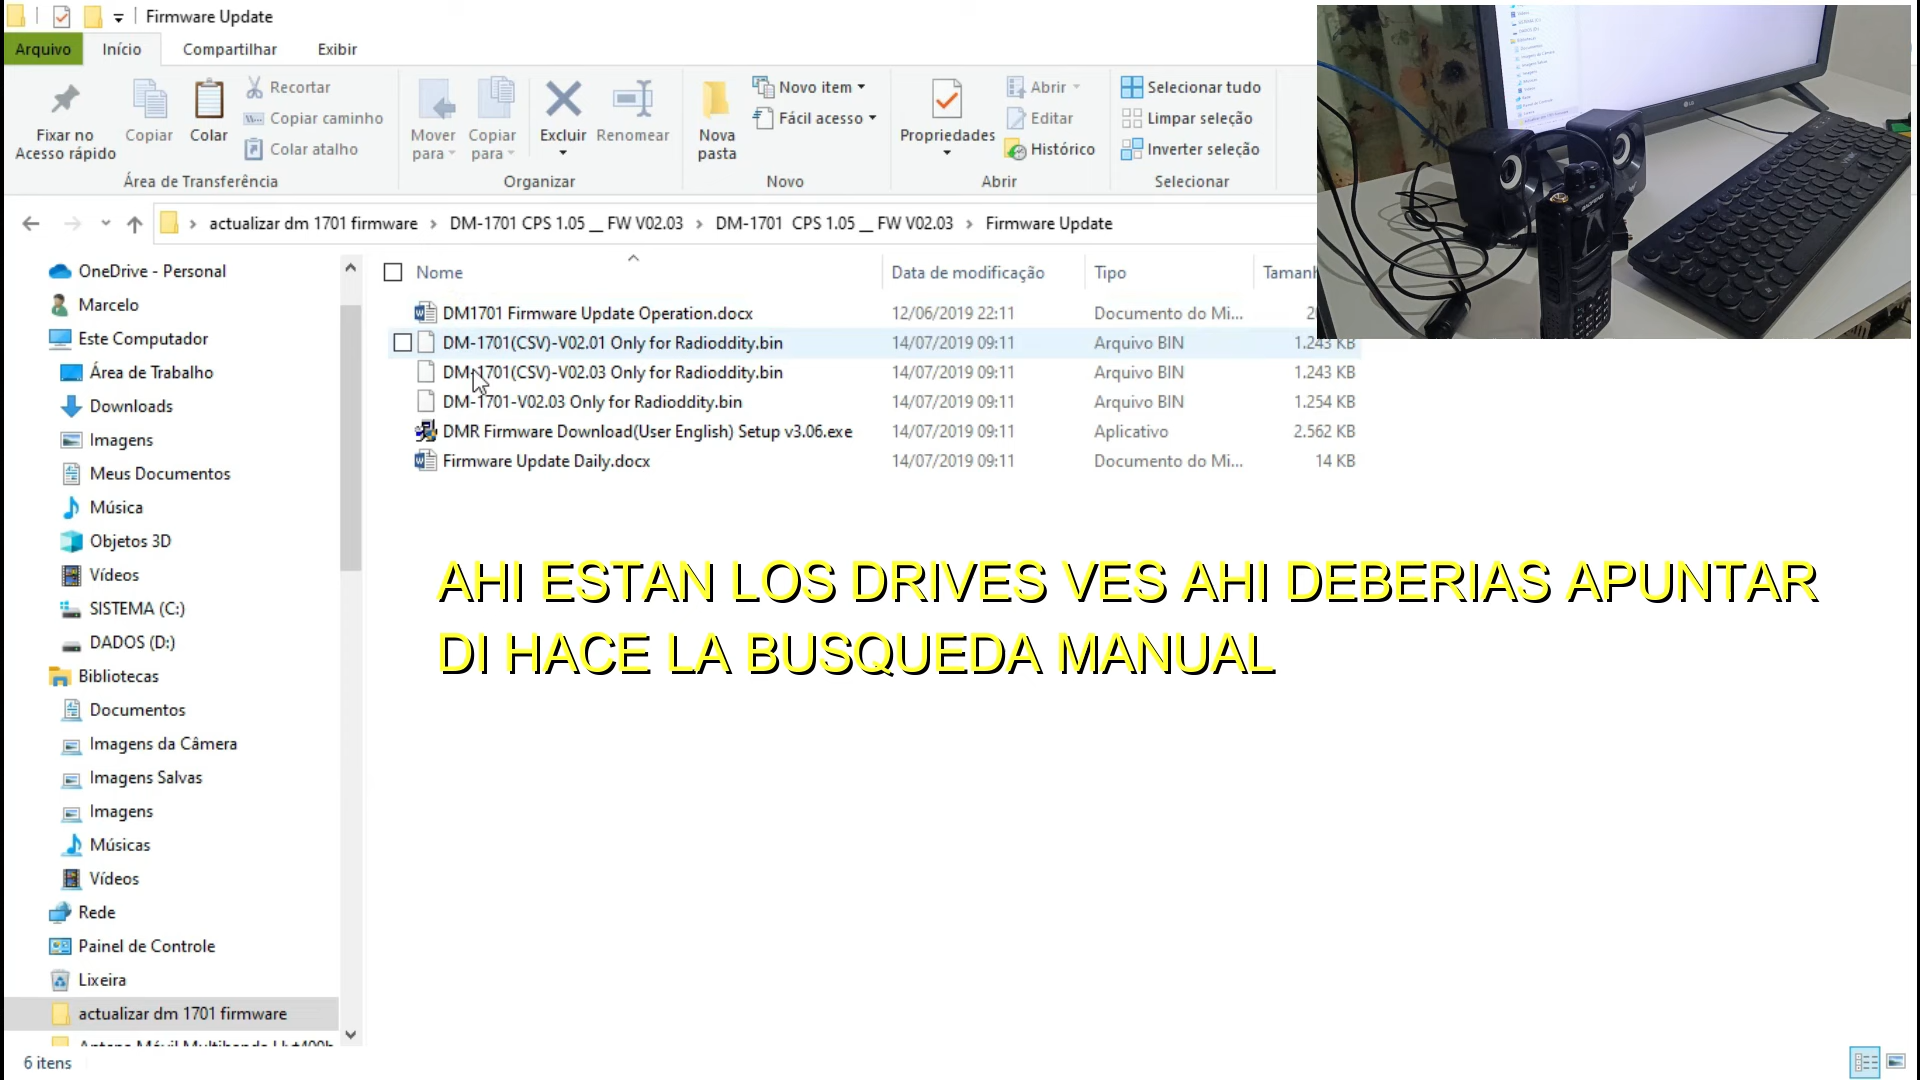 Firmware Update
Arquivo Início Compartilhar Exibir
Fixar no Acesso rápido
Copiar
Colar
Recortar
Copiar caminho
Colar atalho
Área de Transferência
Mover para
Copiar para
Excluir
Renomear
Organizar
Nova pasta
Novo item
Fácil acesso
Novo
Propriedades
Abrir
Editar
Histórico
Abrir
Selecionar tudo
Limpar seleção
Inverter seleção
Selecionar
actualizar dm 1701 firmware > DM-1701 CPS 1.05 __ FW V02.03 > DM-1701 CPS 1.05 __ FW V02.03 > Firmware Update
OneDrive - Personal
Marcelo
Este Computador
Área de Trabalho
Downloads
Imagens
Meus Documentos
Música
Objetos 3D
Vídeos
SISTEMA (C:)
DADOS (D:)
Bibliotecas
Documentos
Imagens da Câmera
Imagens Salvas
Imagens
Músicas
Vídeos
Rede
Painel de Controle
Lixeira
actualizar dm 1701 firmware
Nome Data de modificação Tipo
DM1701 Firmware Update Operation.docx 12/06/2019 22:11 Documento do Mi...
DM-1701(CSV)-V02.01 Only for Radioddity.bin 14/07/2019 09:11 Arquivo BIN 1.243 KB
DM-1701(CSV)-V02.03 Only for Radioddity.bin 14/07/2019 09:11 Arquivo BIN 1.243 KB
DM-1701-V02.03 Only for Radioddity.bin 14/07/2019 09:11 Arquivo BIN 1.254 KB
DMR Firmware Download(User English) Setup v3.06.exe 14/07/2019 09:11 Aplicativo 2.562 KB
Firmware Update Daily.docx 14/07/2019 09:11 Documento do Mi... 14 KB
AHI ESTAN LOS DRIVES VES AHI DEBERIAS APUNTAR
DI HACE LA BUSQUEDA MANUAL
6 itens
LG
BAOFENG